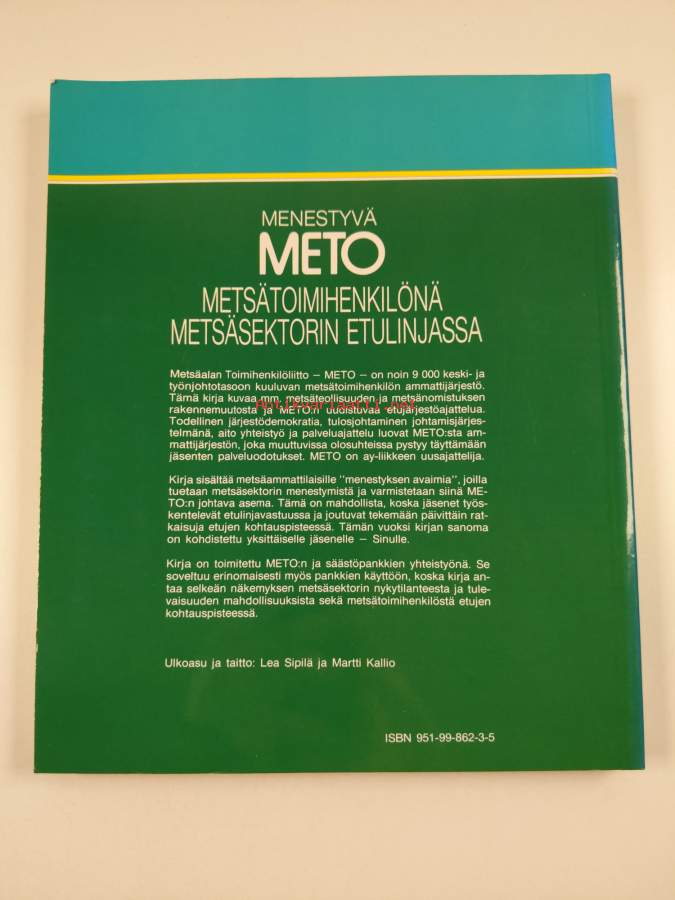 MENESTYVÄ
METO
METSÄTOIMIHENKILÖNÄ
METSÄSEKTORIN ETULINJASSA
Metsäalan Toimihenkilöliitto – METO – on noin 9 000 keski- ja
työnjohtotasoon kuuluvan metsätoimihenkilön ammattijärjestö.
Tämä kirja kuvaa mm. metsäteollisuuden ja metsänomistuksen
Antikvariaatti.net
rakennemuutosta ja METO:n uudistuvaa etujärjestöajattelua.
Todellinen järjestödemokratia, tulosjohtaminen johtamisjärjes-
telmänä, aito yhteistyö ja palveluajattelu luovat METO:sta am-
mattijärjestön, joka muuttuvissa olosuhteissa pystyy täyttämään
jäsenten palveluodotukset. METO on ay-liikkeen uusajattelija.
Kirja sisältää metsäammattilaisille "menestyksen avaimia", joilla
tuetaan metsäsektorin menestymistä ja varmistetaan siinä ME-
TO:n johtava asema. Tämä on mahdollista, koska jäsenet työs-
kentelevät etulinjavastuussa ja joutuvat tekemään päivittäin rat-
kaisuja etujen kohtauspisteessä. Tämän vuoksi kirjan sanoma
on kohdistettu yksittäiselle jäsenelle – Sinulle.
Kirja on toimitettu METO:n ja säästöpankkien yhteistyönä. Se
soveltuu erinomaisesti myös pankkien käyttöön, koska kirja an-
taa selkeän näkemyksen metsäsektorin nykytilanteesta ja tule-
vaisuuden mahdollisuuksista sekä metsätoimihenkilöstä etujen
kohtauspisteessä.
Ulkoasu ja taitto: Lea Sipilä ja Martti Kallio
ISBN 951-99-862-3-5